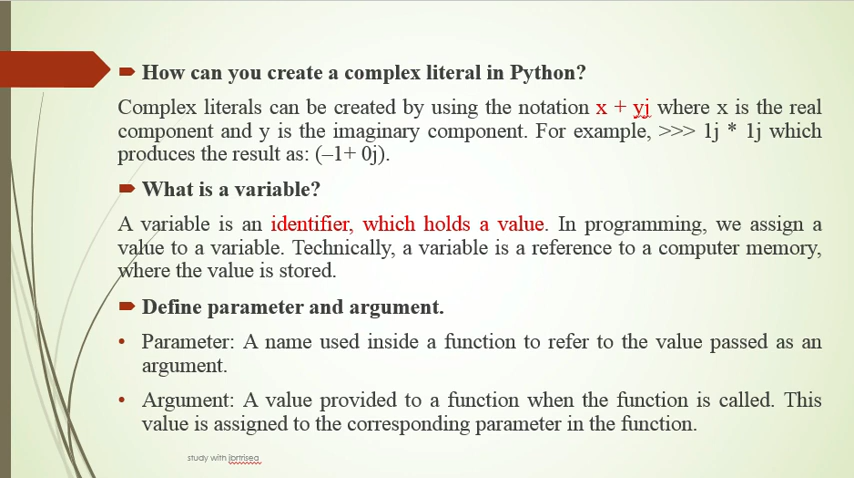 How can you create a complex literal in Python?
Complex literals can be created by using the notation x + yj where x is the real
component and y is the imaginary component. For example, >>> 1j * 1j which
produces the result as: (–1+ 0j).
What is a variable?
A variable is an identifier, which holds a value. In programming, we assign a
value to a variable. Technically, a variable is a reference to a computer memory,
where the value is stored.
Define parameter and argument.
• Parameter: A name used inside a function to refer to the value passed as an
argument.
• Argument: A value provided to a function when the function is called. This
value is assigned to the corresponding parameter in the function.
study with